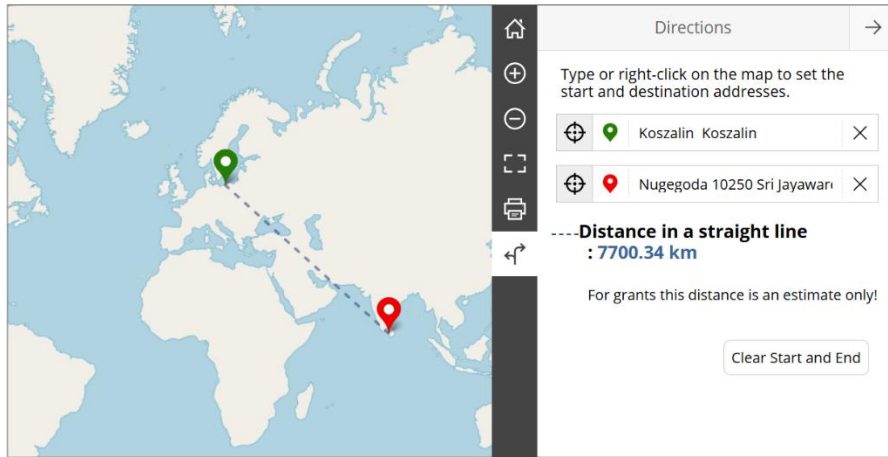 Directions
Type or right-click on the map to set the
start and destination addresses.
Koszalin Koszalin
Nugegoda 10250 Sri Jayawar
Distance in a straight line
: 7700.34 km
For grants this distance is an estimate only!
Clear Start and End